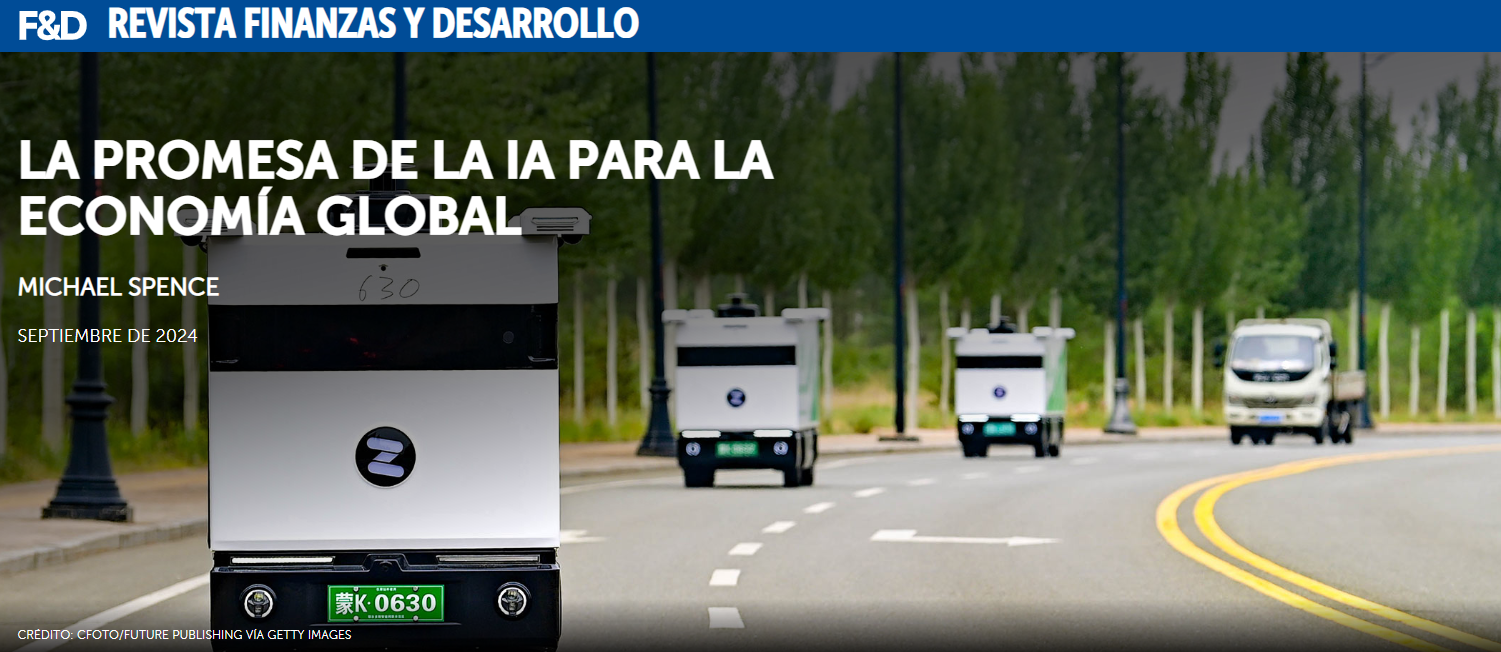 F&D REVISTA FINANZAS Y DESARROLLO
LA PROMESA DE LA IA PARA LA
ECONOMÍA GLOBAL
MICHAEL SPENCE
630
SEPTIEMBRE DE 2024
Z
蒙K·0630
CRÉDITO: CFOTO/FUTURE PUBLISHING VÍA GETTY IMAGES